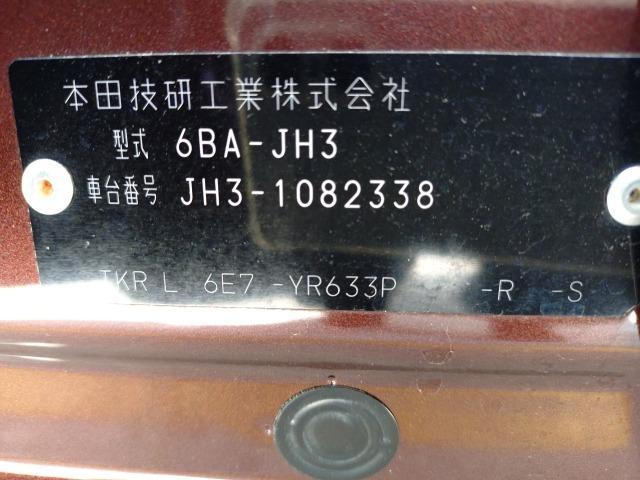 本田技研工業株式会社
型式 6BA-JH3
車台番号 JH3-1082338
TKR L 6E7 -YR633P -R -S